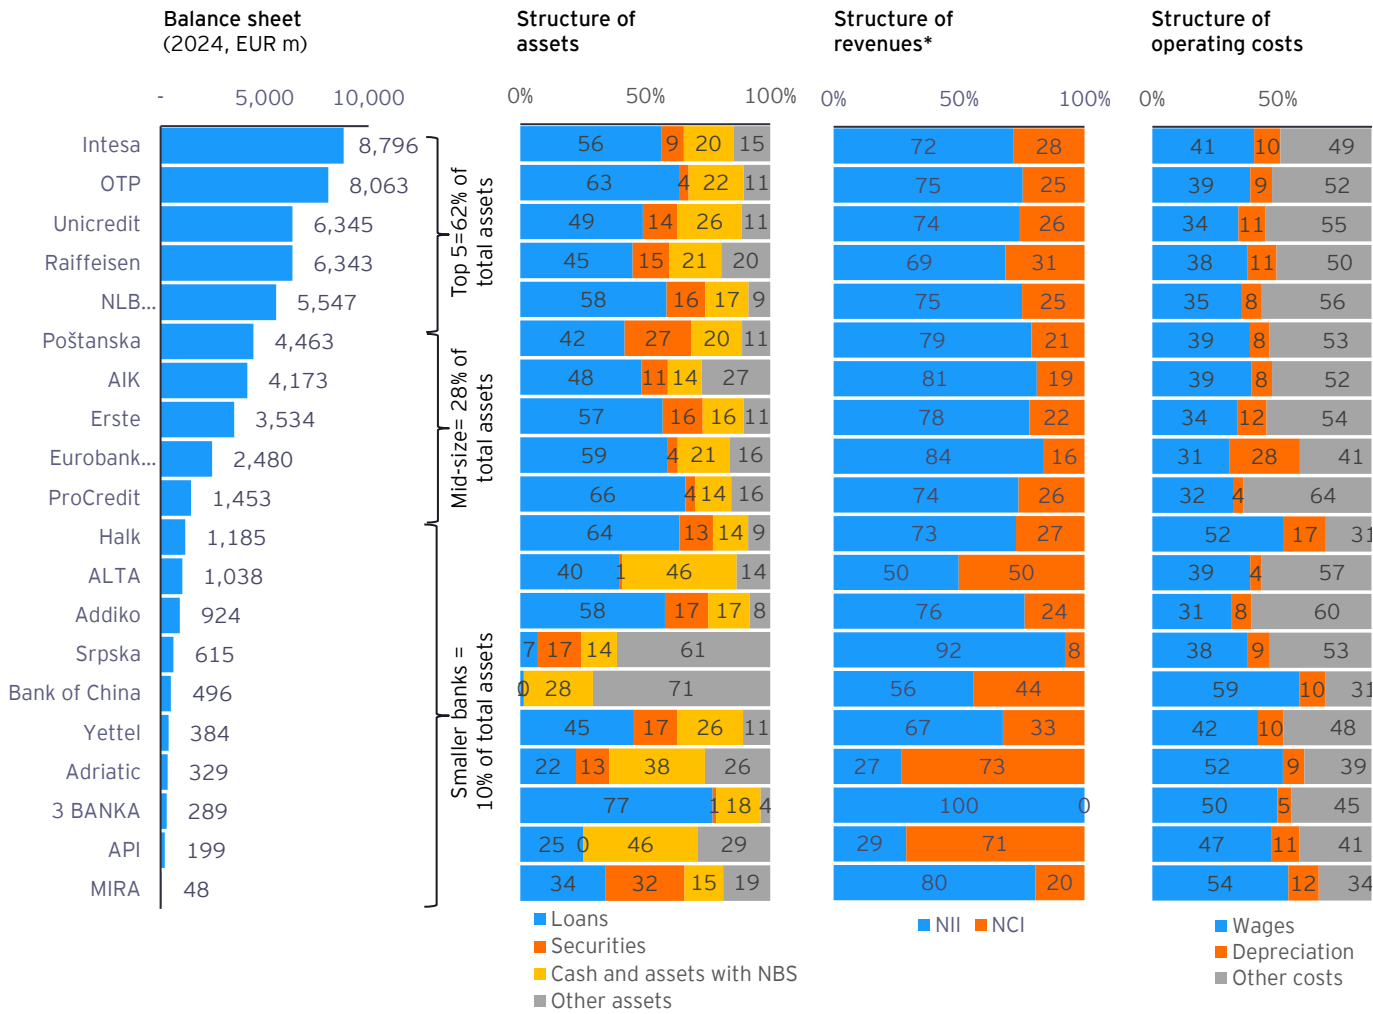 Balance sheet
(2024, EUR m)
Structure of
assets
Structure of
revenues*
Structure of
operating costs
- 5,000 10,000
0% 50% 100%
0% 50% 100%
0% 50%
Intesa 8,796 56 9 20 15 72 28 41 10 49
OTP 8,063 63 4 22 11 75 25 39 9 52
Unicredit 6,345 49 14 26 11 74 26 34 11 55
Raiffeisen 6,343 45 15 21 20 69 31 38 11 50
NLB... 5,547 58 16 17 9 75 25 35 8 56
Top 5=62% of
total assets
Poštanska 4,463 42 27 20 11 79 21 39 8 53
AIK 4,173 48 11 14 27 81 19 39 8 52
Erste 3,534 57 16 16 11 78 22 34 12 54
Eurobank... 2,480 59 4 21 16 84 16 31 28 41
ProCredit 1,453 66 4 14 16 74 26 32 4 64
Mid-size= 28% of
total assets
Halk 1,185 64 13 14 9 73 27 52 17 31
ALTA 1,038 40 1 46 14 50 50 39 4 57
Addiko 924 58 17 17 8 76 24 31 8 60
Srpska 615 7 17 14 61 92 8 38 9 53
Bank of China 496 0 28 71 56 44 59 10 31
Yettel 384 45 17 26 11 67 33 42 10 48
Adriatic 329 22 13 38 26 27 73 52 9 39
3 BANKA 289 77 1 18 4 100 0 50 5 45
API 199 25 0 46 29 29 71 47 11 41
MIRA 48 34 32 15 19 80 20 54 12 34
Smaller banks =
10% of total assets
Loans
Securities
Cash and assets with NBS
Other assets
NII NCI
Wages
Depreciation
Other costs